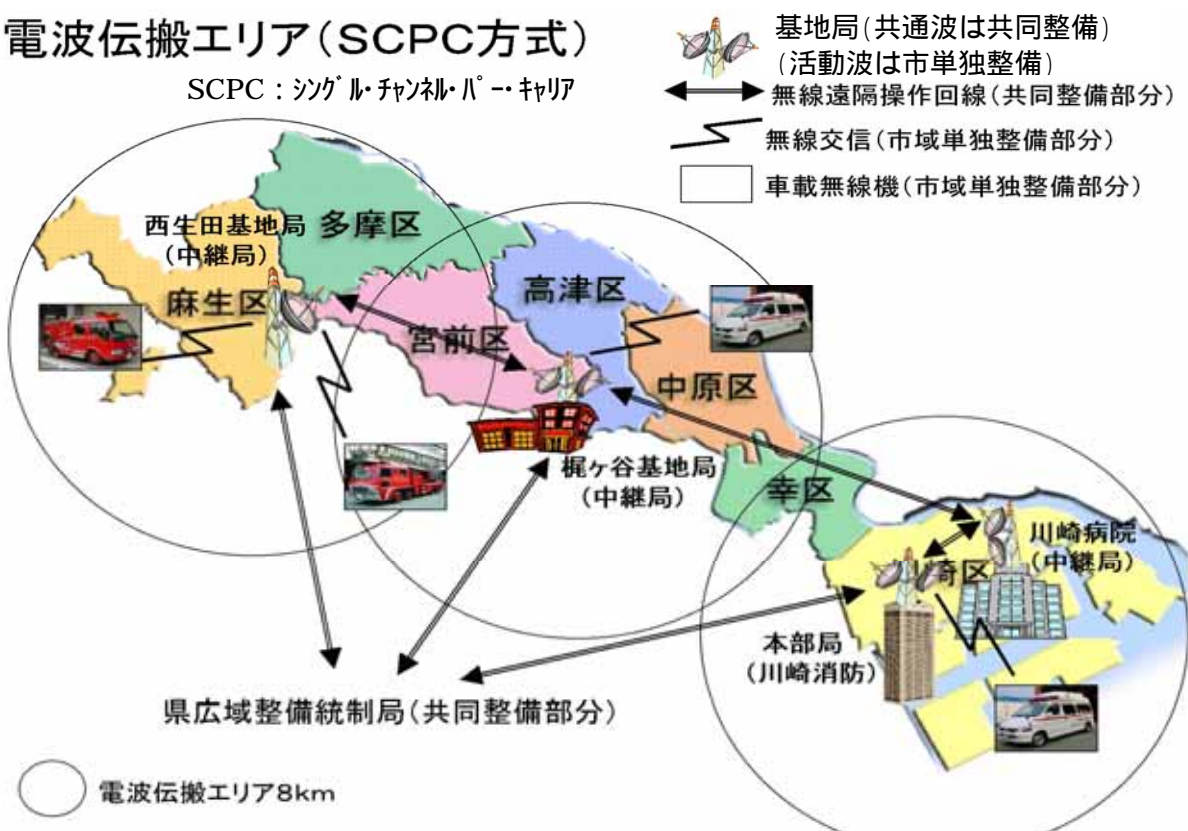 電波伝搬エリア(SCPC方式)
SCPC:シングル・チャンネル・パー・キャリア
基地局(共通波は共同整備)
(活動波は市単独整備)
無線遠隔操作回線(共同整備部分)
無線交信(市域単独整備部分)
車載無線機(市域単独整備部分)
西生田基地局
(中継局)
多摩区
麻生区
高津区
宮前区
中原区
梶ヶ谷基地局
(中継局)
幸区
川崎病院
(中継局)
崎区
本部局
(川崎消防)
県広域整備統制局(共同整備部分)
電波伝搬エリア8km